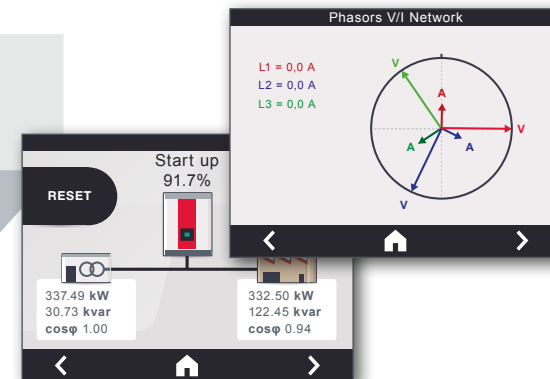 Phasors V/I Network
L1 = 0,0 A
L2 = 0,0 A
L3 = 0,0 A
V
A
V
A
A
V
Start up
91.7%
RESET
337.49 kW
30.73 kvar
cosφ 1.00
332.50 kW
122.45 kvar
cosφ 0.94